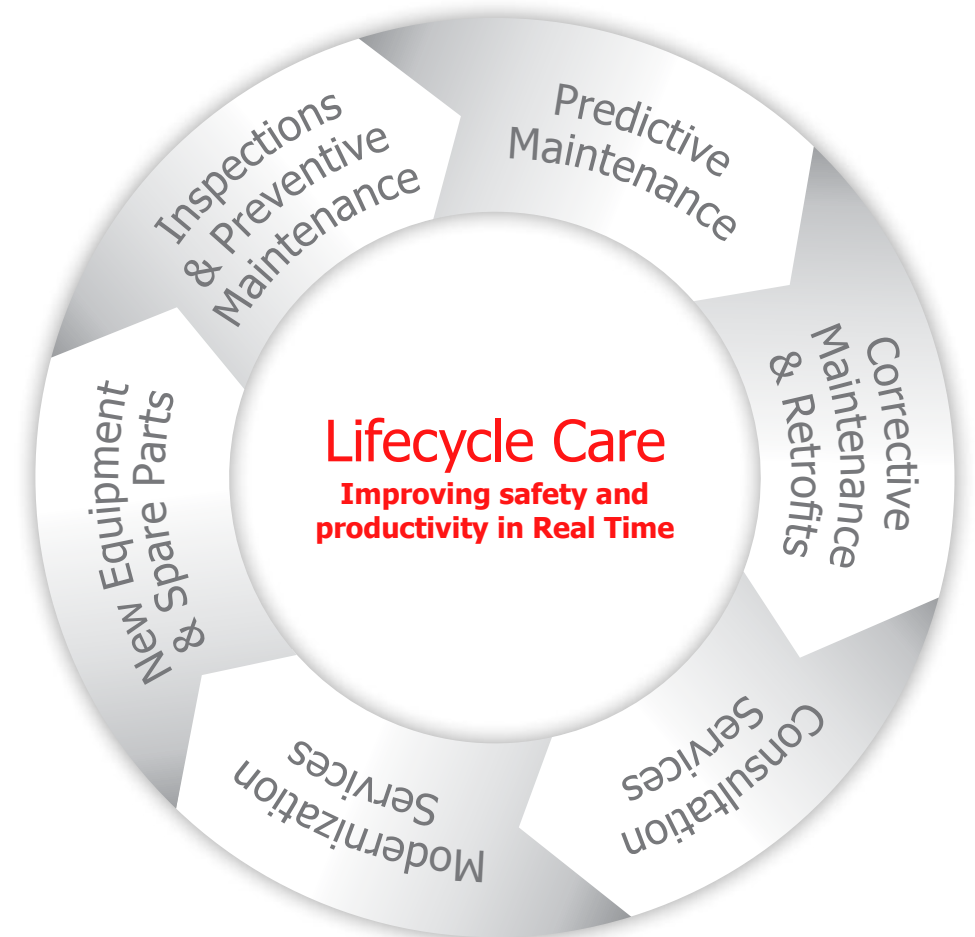 Inspections
& Preventive
Maintenance
Predictive
Maintenance
Corrective
Maintenance
& Retrofits
Consultation
Services
Modernization
Services
New Equipment
& Spare Parts
Lifecycle Care
Improving safety and
productivity in Real Time